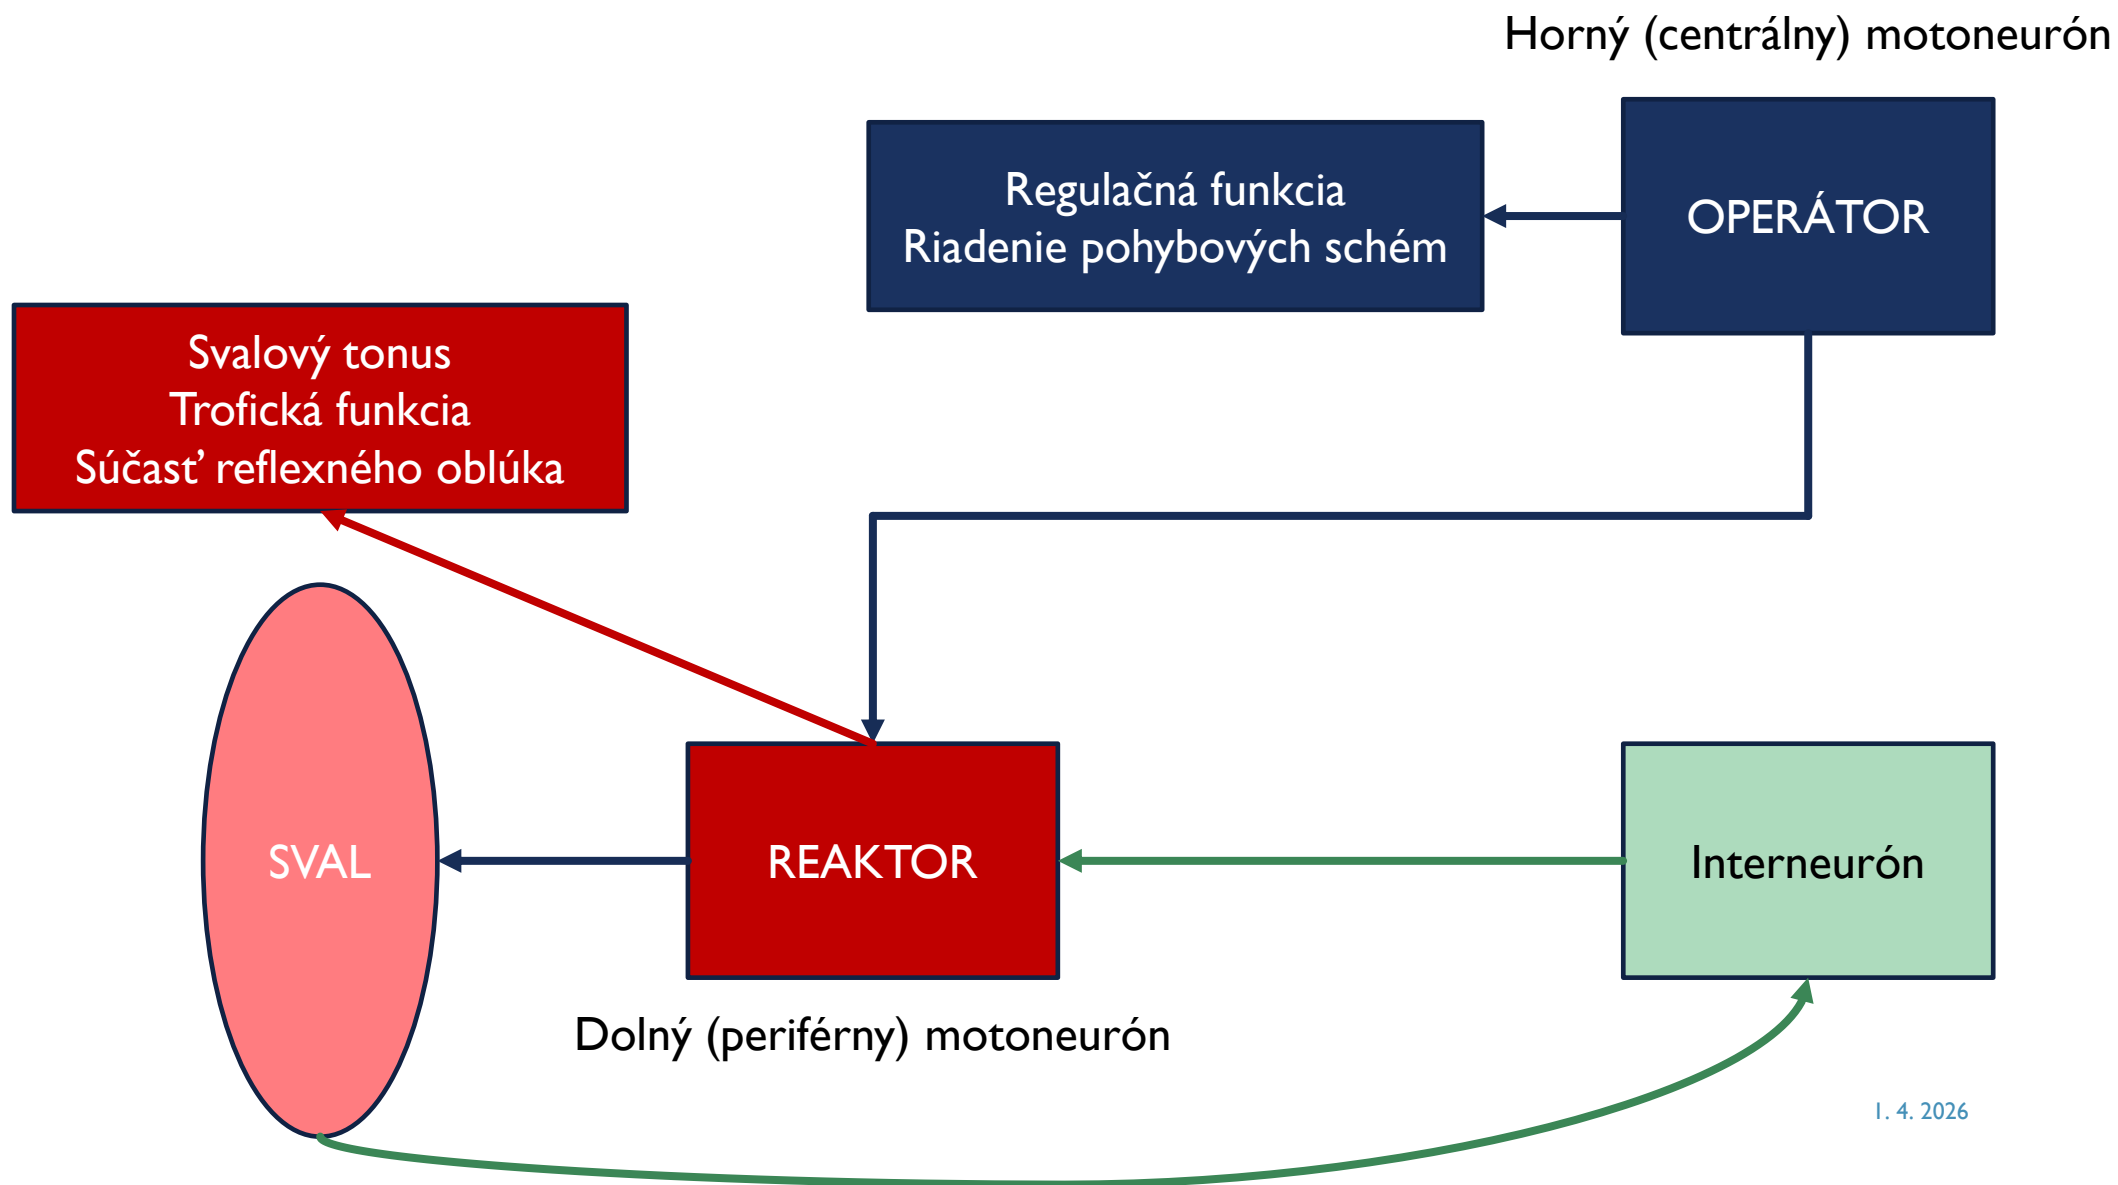 Horný (centrálny) motoneurón
Regulačná funkcia
Riadenie pohybových schém
OPERÁTOR
Svalový tonus
Trofická funkcia
Súčasť reflexného oblúka
SVAL
REAKTOR
Interneurón
Dolný (periférny) motoneurón
1. 4. 2026